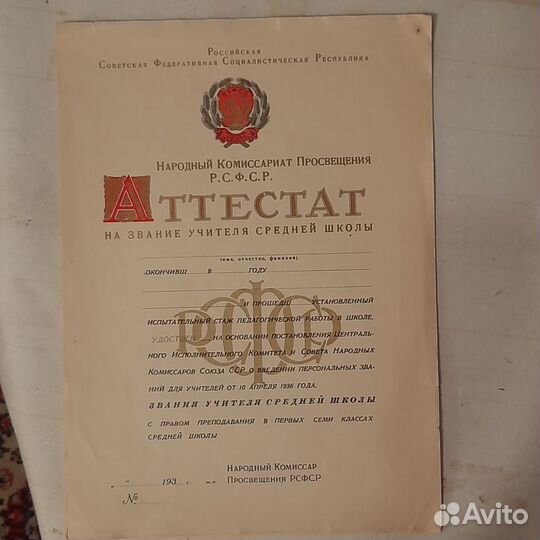 Российская
Советская Федеративная Социалистическая Республика
Народный Комиссариат Просвещения
Р.С.Ф.С.Р.
АТТЕСТАТ
НА ЗВАНИЕ УЧИТЕЛЯ СРЕДНЕЙ ШКОЛЫ
(имя, отчество, фамилия)
ОКОНЧИВШ В ГОДУ
РСФСР
И ПРОШЕДШ УСТАНОВЛЕННЫЙ
ИСПЫТАТЕЛЬНЫЙ СТАЖ ПЕДАГОГИЧЕСКОЙ РАБОТЫ В ШКОЛЕ,
УДОСТОЕН НА ОСНОВАНИИ ПОСТАНОВЛЕНИЯ ЦЕНТРАЛЬ-
НОГО ИСПОЛНИТЕЛЬНОГО КОМИТЕТА И СОВЕТА НАРОДНЫХ
КОМИССАРОВ СОЮЗА ССР О ВВЕДЕНИИ ПЕРСОНАЛЬНЫХ ЗВА-
НИЙ ДЛЯ УЧИТЕЛЕЙ ОТ 10 АПРЕЛЯ 1936 ГОДА,
ЗВАНИЯ УЧИТЕЛЯ СРЕДНЕЙ ШКОЛЫ
С ПРАВОМ ПРЕПОДАВАНИЯ В ПЕРВЫХ СЕМИ КЛАССАХ
СРЕДНЕЙ ШКОЛЫ
НАРОДНЫЙ КОМИССАР
„ " 193 г. ПРОСВЕЩЕНИЯ Р.С.Ф.С.Р.
№
Avito